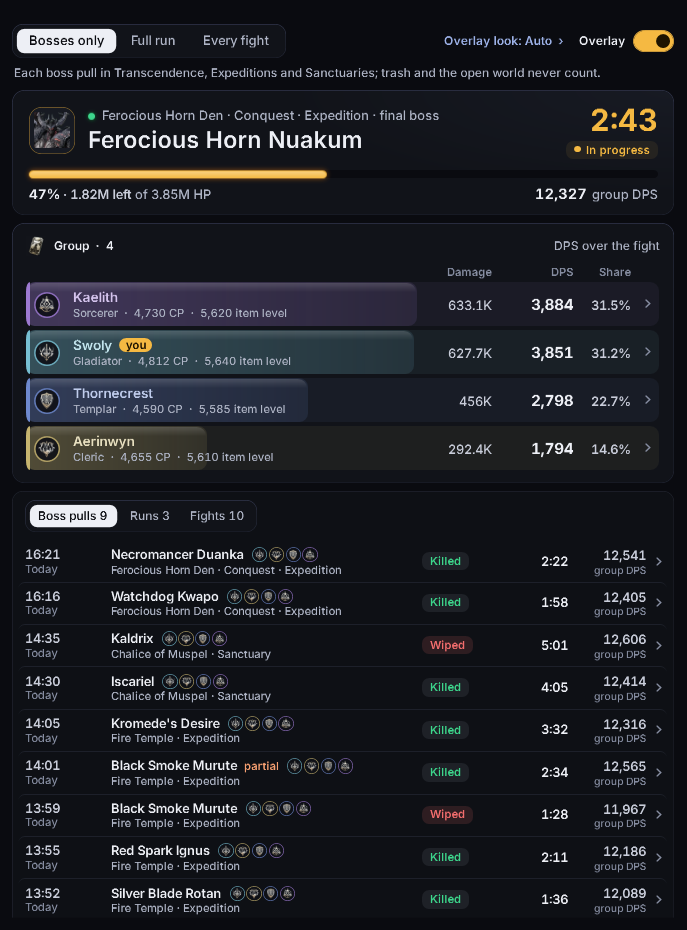 Bosses only Full run Every fight Overlay look: Auto Overlay
Each boss pull in Transcendence, Expeditions and Sanctuaries; trash and the open world never count.
Ferocious Horn Den · Conquest · Expedition · final boss
Ferocious Horn Nuakum
2:43
In progress
47% · 1.82M left of 3.85M HP
12,327 group DPS
Group · 4
DPS over the fight
Damage DPS Share
Kaelith
Sorcerer · 4,730 CP · 5,620 item level
633.1K 3,884 31.5%
Swoly you
Gladiator · 4,812 CP · 5,640 item level
627.7K 3,851 31.2%
Thornecrest
Templar · 4,590 CP · 5,585 item level
456K 2,798 22.7%
Aerinwyn
Cleric · 4,655 CP · 5,610 item level
292.4K 1,794 14.6%
Boss pulls 9 Runs 3 Fights 10
16:21 Necromancer Duanka Killed 2:22 12,541
Today Ferocious Horn Den · Conquest · Expedition group DPS
16:16 Watchdog Kwapo Killed 1:58 12,405
Today Ferocious Horn Den · Conquest · Expedition group DPS
14:35 Kaldrix Wiped 5:01 12,606
Today Chalice of Muspel · Sanctuary group DPS
14:30 Iscariel Killed 4:05 12,414
Today Chalice of Muspel · Sanctuary group DPS
14:05 Kromede's Desire Killed 3:32 12,316
Today Fire Temple · Expedition group DPS
14:01 Black Smoke Murute partial Killed 2:34 12,565
Today Fire Temple · Expedition group DPS
13:59 Black Smoke Murute Wiped 1:28 11,967
Today Fire Temple · Expedition group DPS
13:55 Red Spark Ignus Killed 2:11 12,186
Today Fire Temple · Expedition group DPS
13:52 Silver Blade Rotan Killed 1:36 12,089
Today Fire Temple · Expedition group DPS